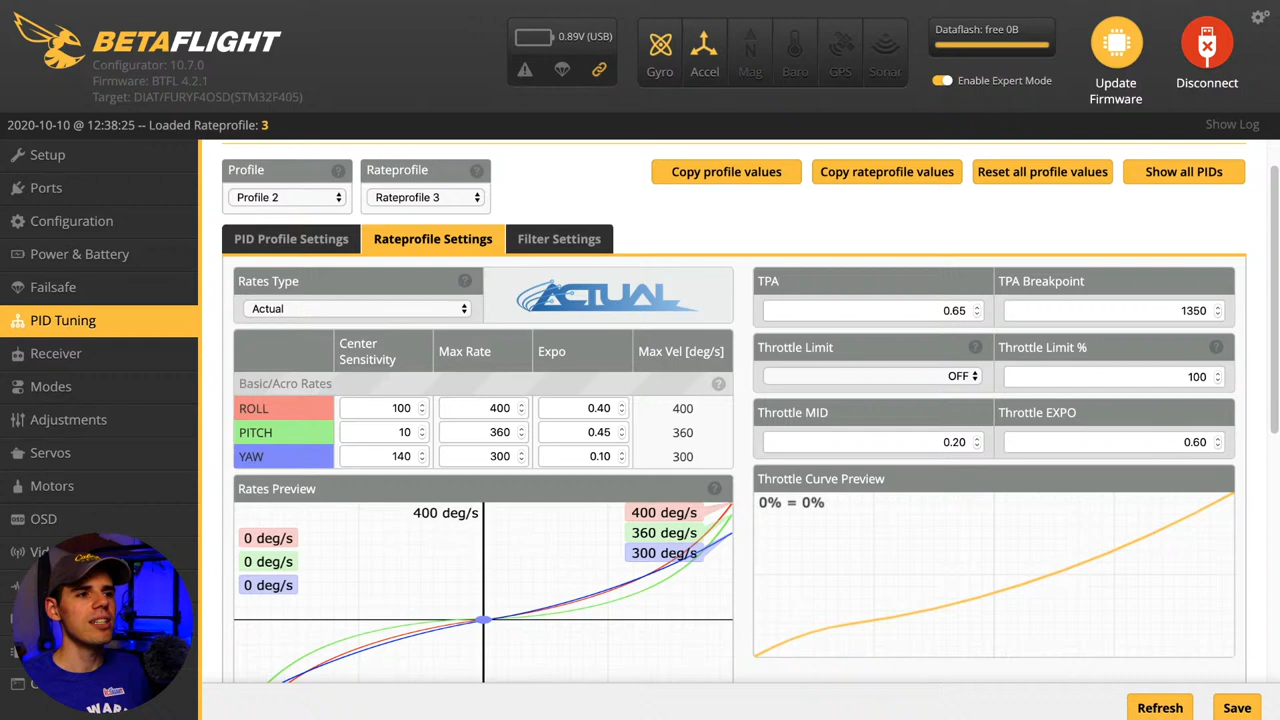 BETAFLIGHT
Configurator: 10.7.0
Firmware: BTFL 4.2.1
Target: DIAT/FURYF4OSD(STM32F405)
0.89V (USB)
Gyro
Accel
Mag
Baro
GPS
Sonar
Dataflash: free 0B
Enable Expert Mode
Update
Firmware
Disconnect
2020-10-10 @ 12:38:25 -- Loaded Rateprofile: 3
Show Log
Setup
Ports
Configuration
Power & Battery
Failsafe
PID Tuning
Receiver
Modes
Adjustments
Servos
Motors
OSD
Profile
Profile 2
Rateprofile
Rateprofile 3
Copy profile values
Copy rateprofile values
Reset all profile values
Show all PIDs
PID Profile Settings
Rateprofile Settings
Filter Settings
Rates Type
Actual
ACTUAL
Center Sensitivity Max Rate Expo Max Vel [deg/s]
Basic/Acro Rates
ROLL 100 400 0.40 400
PITCH 10 360 0.45 360
YAW 140 300 0.10 300
Rates Preview
400 deg/s
400 deg/s
360 deg/s
300 deg/s
0 deg/s
0 deg/s
0 deg/s
TPA TPA Breakpoint
0.65 1350
Throttle Limit Throttle Limit %
OFF 100
Throttle MID Throttle EXPO
0.20 0.60
Throttle Curve Preview
0% = 0%
Refresh
Save